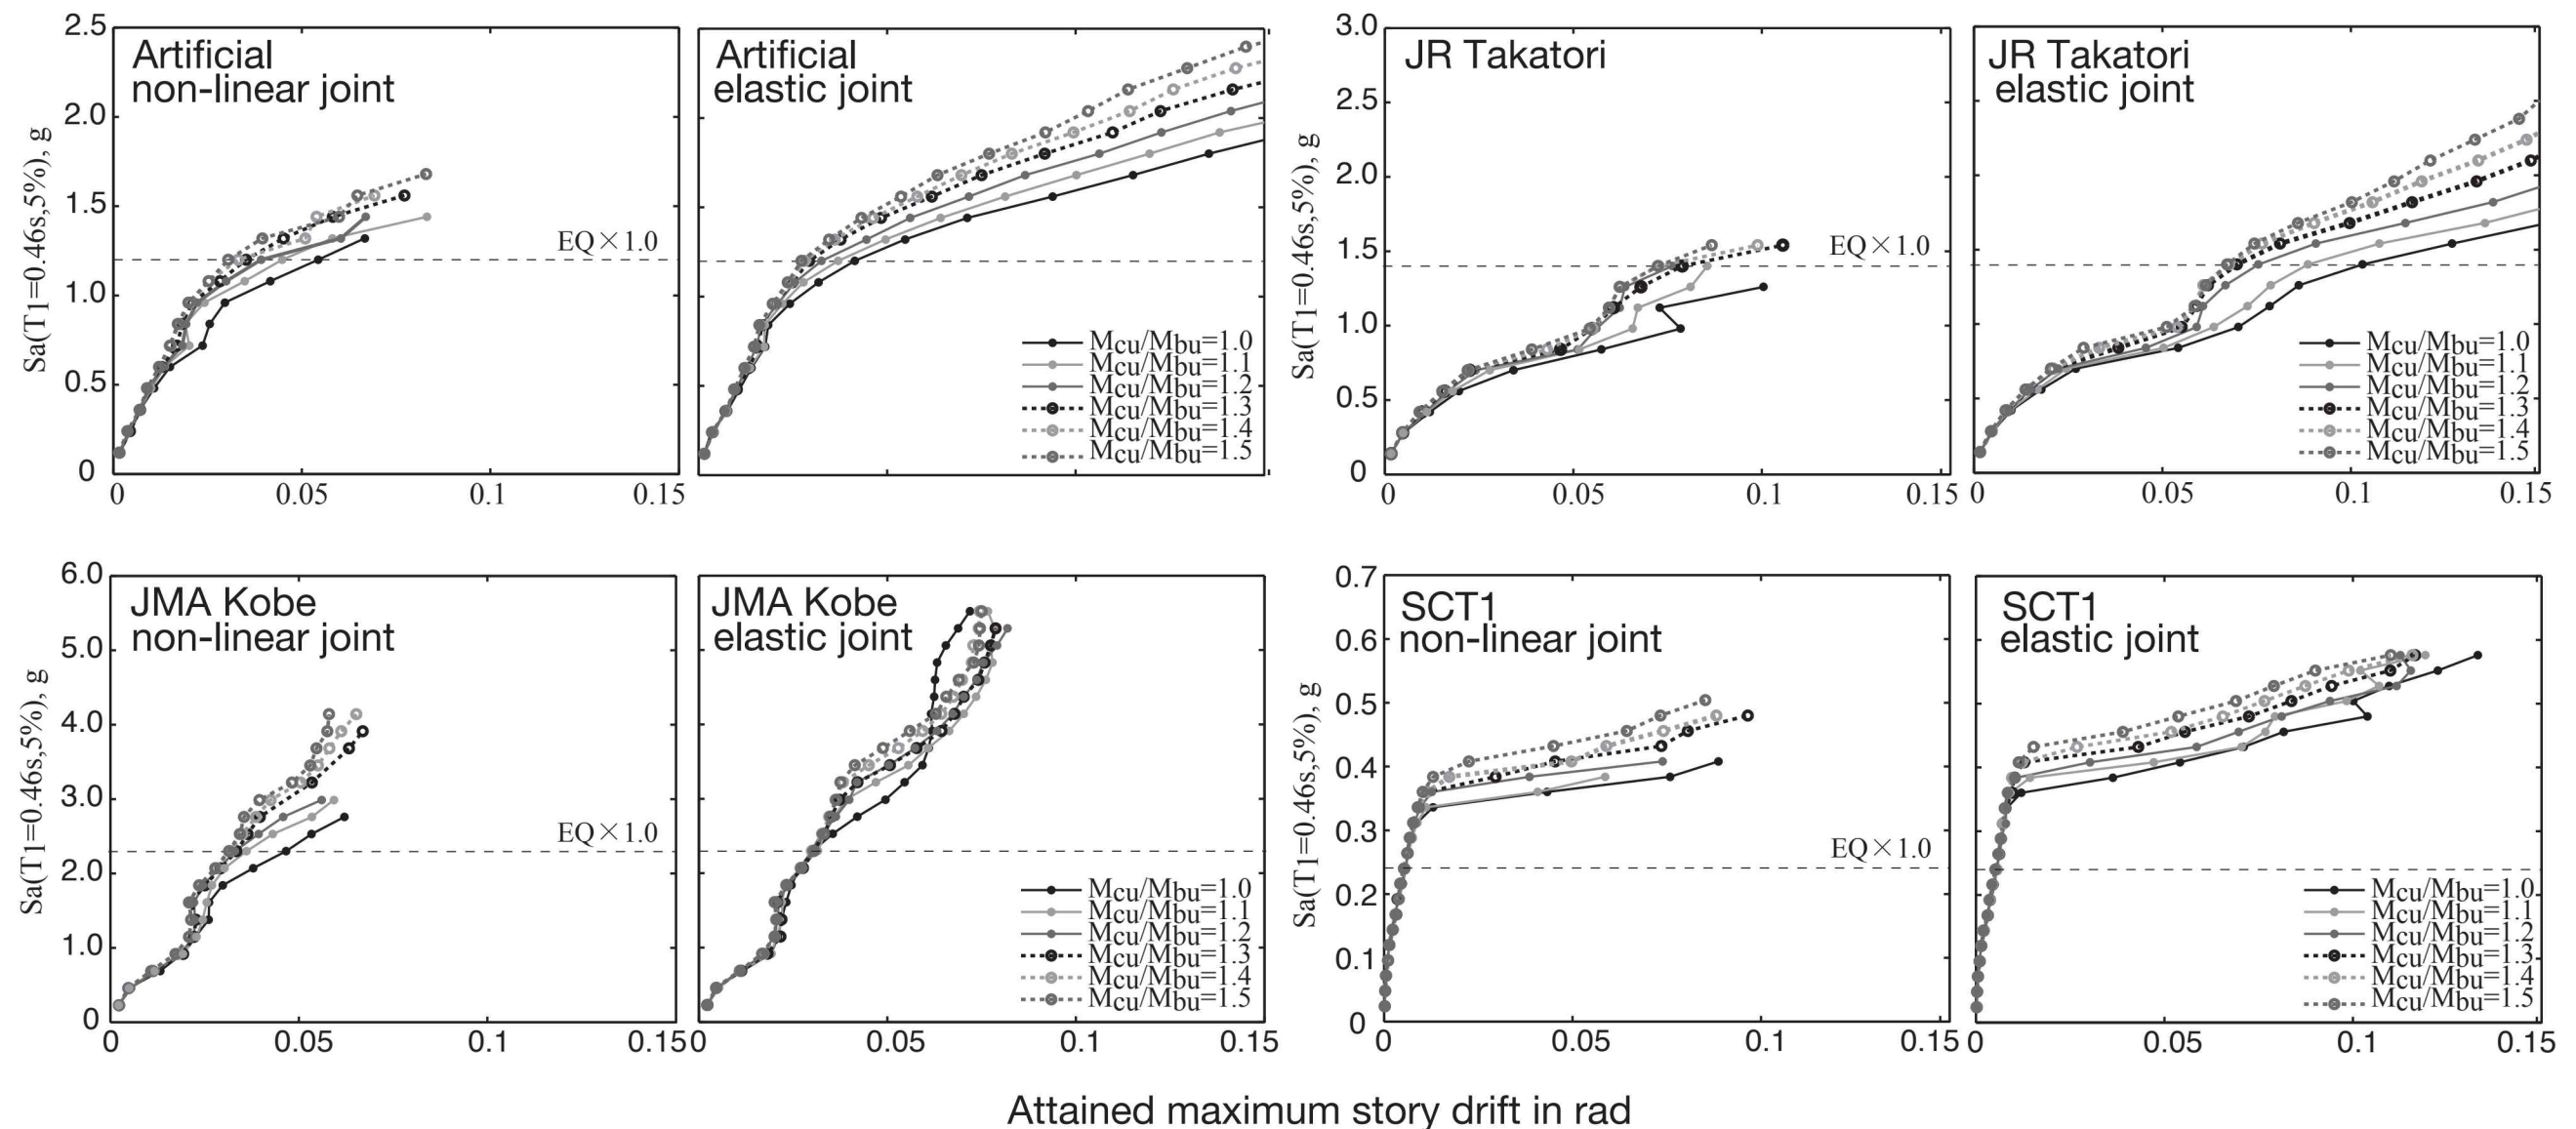 2.5
2.0
1.5
1.0
0.5
0
Sa(T1=0.46s,5%), g
Artificial
non-linear joint
EQ×1.0
0
0.05
0.1
0.15
Artificial
elastic joint
Mcu/Mbu=1.0
Mcu/Mbu=1.1
Mcu/Mbu=1.2
Mcu/Mbu=1.3
Mcu/Mbu=1.4
Mcu/Mbu=1.5
3.0
2.5
2.0
1.5
1.0
0.5
0
Sa(T1=0.46s,5%), g
JR Takatori
EQ×1.0
0
0.05
0.1
0.15
JR Takatori
elastic joint
Mcu/Mbu=1.0
Mcu/Mbu=1.1
Mcu/Mbu=1.2
Mcu/Mbu=1.3
Mcu/Mbu=1.4
Mcu/Mbu=1.5
0
0.05
0.1
0.15
6.0
5.0
4.0
3.0
2.0
1.0
0
Sa(T1=0.46s,5%), g
JMA Kobe
non-linear joint
EQ×1.0
0
0.05
0.1
0.15
JMA Kobe
elastic joint
Mcu/Mbu=1.0
Mcu/Mbu=1.1
Mcu/Mbu=1.2
Mcu/Mbu=1.3
Mcu/Mbu=1.4
Mcu/Mbu=1.5
0
0.05
0.1
0.15
0.7
0.6
0.5
0.4
0.3
0.2
0.1
0
Sa(T1=0.46s,5%), g
SCT1
non-linear joint
EQ×1.0
0
0.05
0.1
0.15
SCT1
elastic joint
Mcu/Mbu=1.0
Mcu/Mbu=1.1
Mcu/Mbu=1.2
Mcu/Mbu=1.3
Mcu/Mbu=1.4
Mcu/Mbu=1.5
0
0.05
0.1
0.15
Attained maximum story drift in rad